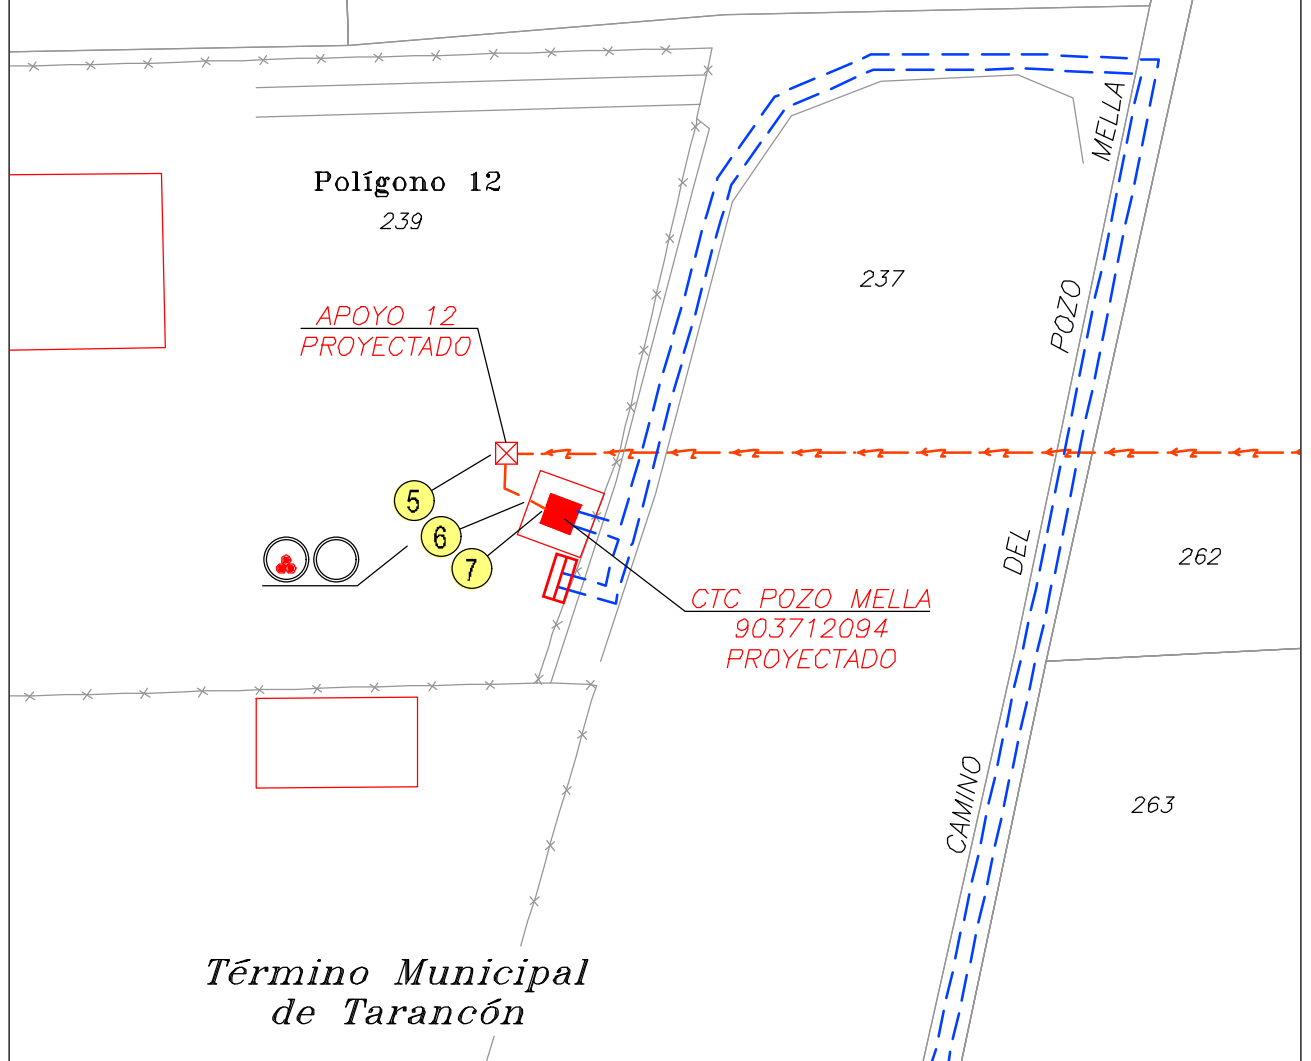 Polígono 12
239
237
APOYO 12
PROYECTADO
5
6
7
CTC POZO MELLA
903712094
PROYECTADO
CAMINO
DEL
POZO
MELLA
262
263
Término Municipal
de Tarancón